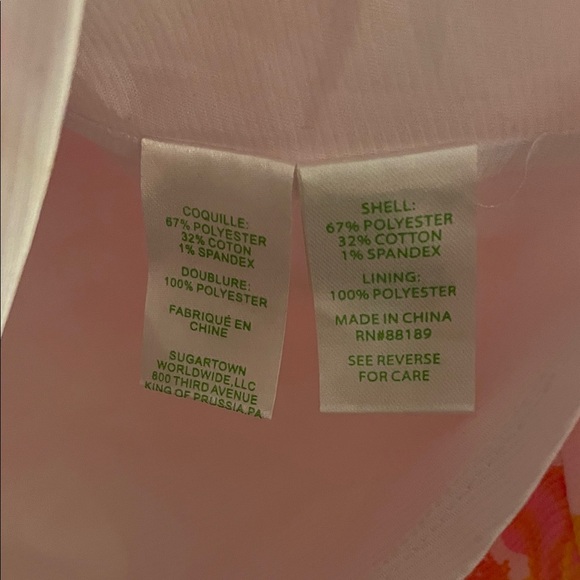 COQUILLE:
67% POLYESTER
32% COTON
1% SPANDEX
DOUBLURE:
100% POLYESTER
FABRIQUÉ EN
CHINE
SUGARTOWN
WORLDWIDE,LLC
800 THIRD AVENUE
KING OF PRUSSIA,PA
SHELL:
67% POLYESTER
32% COTTON
1% SPANDEX
LINING:
100% POLYESTER
MADE IN CHINA
RN#88189
SEE REVERSE
FOR CARE